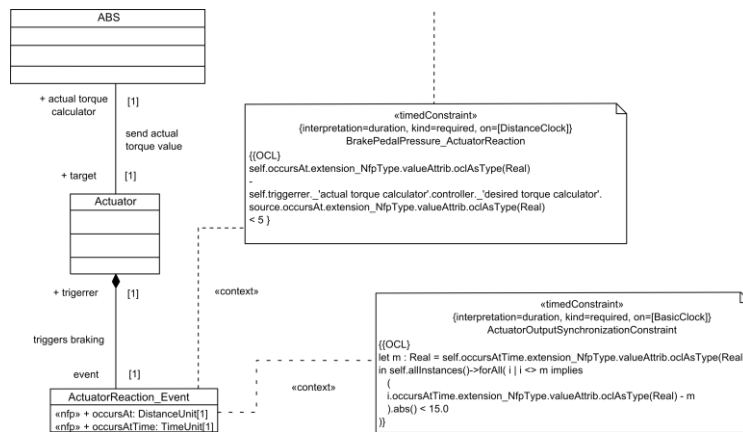 ABS
+ actual torque
calculator
[1]
send actual
torque value
+ target
[1]
Actuator
+ trigerrer
[1]
triggers braking
event
[1]
ActuatorReaction_Event
«nfp» + occursAt: DistanceUnit[1]
«nfp» + occursAtTime: TimeUnit[1]
«timedConstraint»
{interpretation=duration, kind=required, on=[DistanceClock]}
BrakePedalPressure_ActuatorReaction
{{OCL}
self.occursAt.extension_NfpType.valueAttrib.oclAsType(Real)
-
self.triggerrer._'actual torque calculator'.controller._'desired torque calculator'.
source.occursAt.extension_NfpType.valueAttrib.oclAsType(Real)
< 5 }
«context»
«timedConstraint»
{interpretation=duration, kind=required, on=[BasicClock]}
ActuatorOutputSynchronizationConstraint
{{OCL}
let m : Real = self.occursAtTime.extension_NfpType.valueAttrib.oclAsType(Real)
in self.allInstances()->forAll( i | i <> m implies
(
i.occursAtTime.extension_NfpType.valueAttrib.oclAsType(Real) - m
).abs() < 15.0
)}
«context»